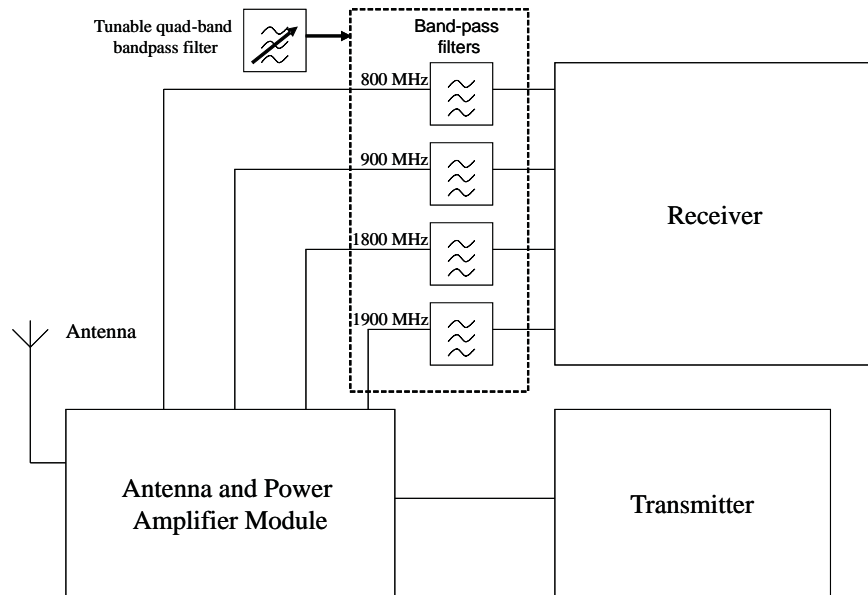 Tunable quad-band
bandpass filter
Band-pass
filters
800 MHz
900 MHz
1800 MHz
1900 MHz
Receiver
Antenna
Antenna and Power
Amplifier Module
Transmitter